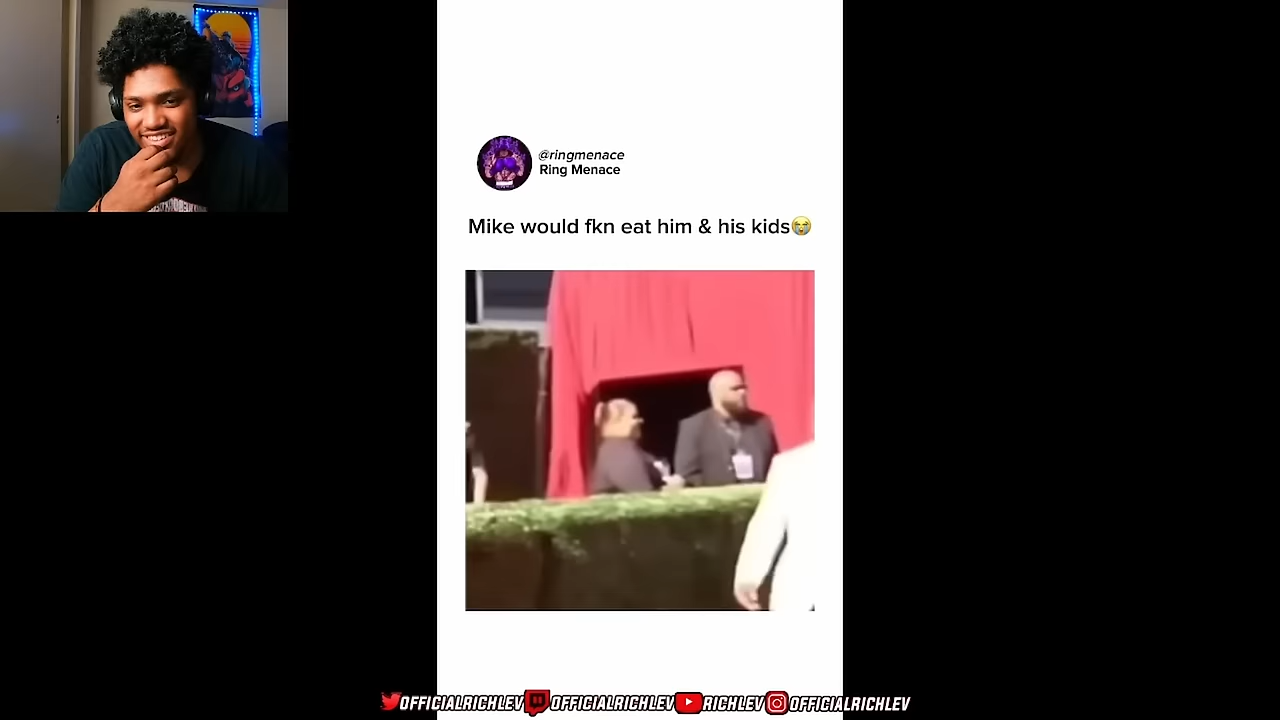 @ringmenace
Ring Menace
Mike would fkn eat him & his kids😭
OFFICIALRICHLEV OFFICIALRICHLEV RICHLEV OFFICIALRICHLEV